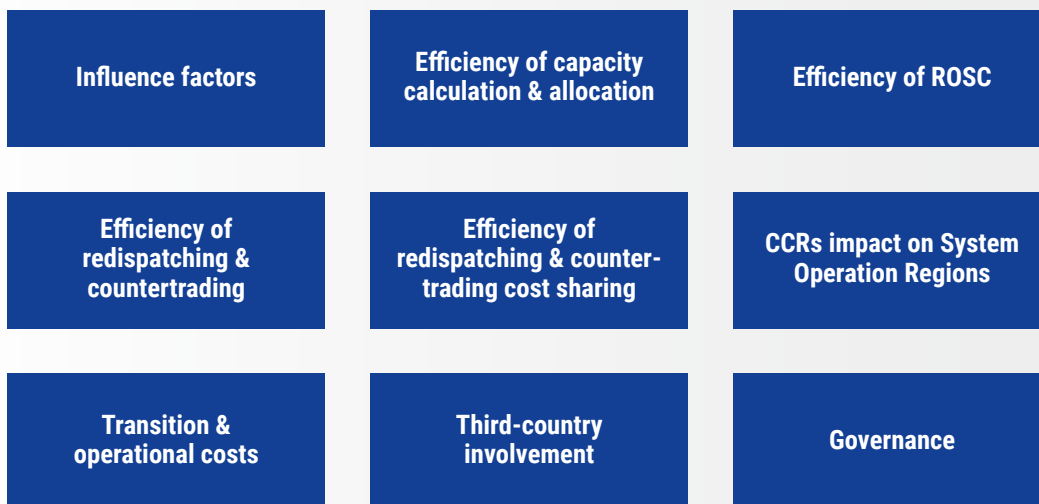 Influence factors
Efficiency of capacity
calculation & allocation
Efficiency of ROSC
Efficiency of
redispatching &
countertrading
Efficiency of
redispatching & counter-
trading cost sharing
CCRs impact on System
Operation Regions
Transition &
operational costs
Third-country
involvement
Governance